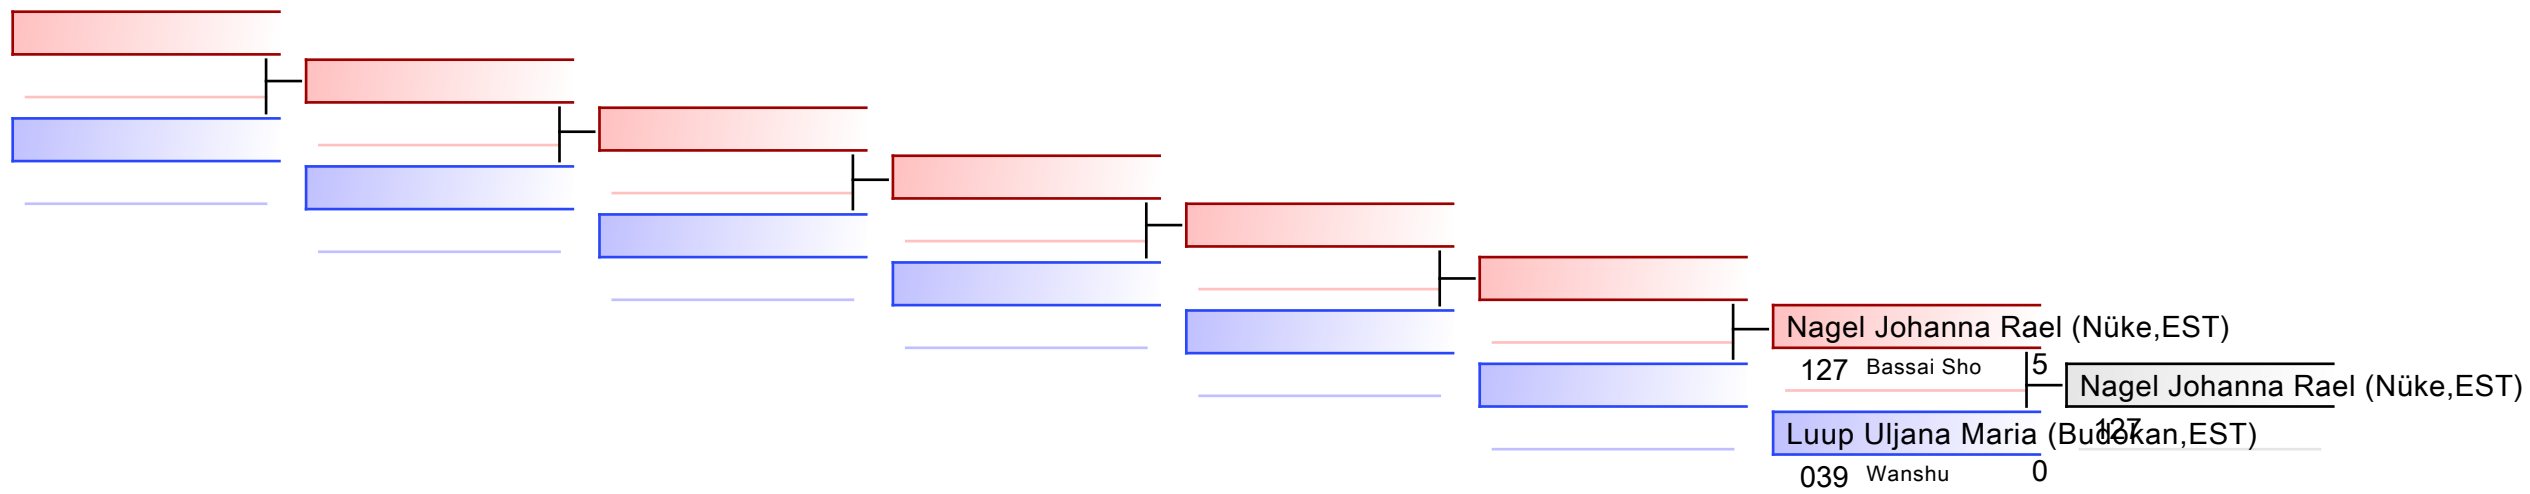 Nagel Johanna Rael (Nüke,EST)
127 Bassai Sho 5
Nagel Johanna Rael (Nüke,EST)
127
Luup Uljana Maria (Budokan,EST)
039 Wanshu 0